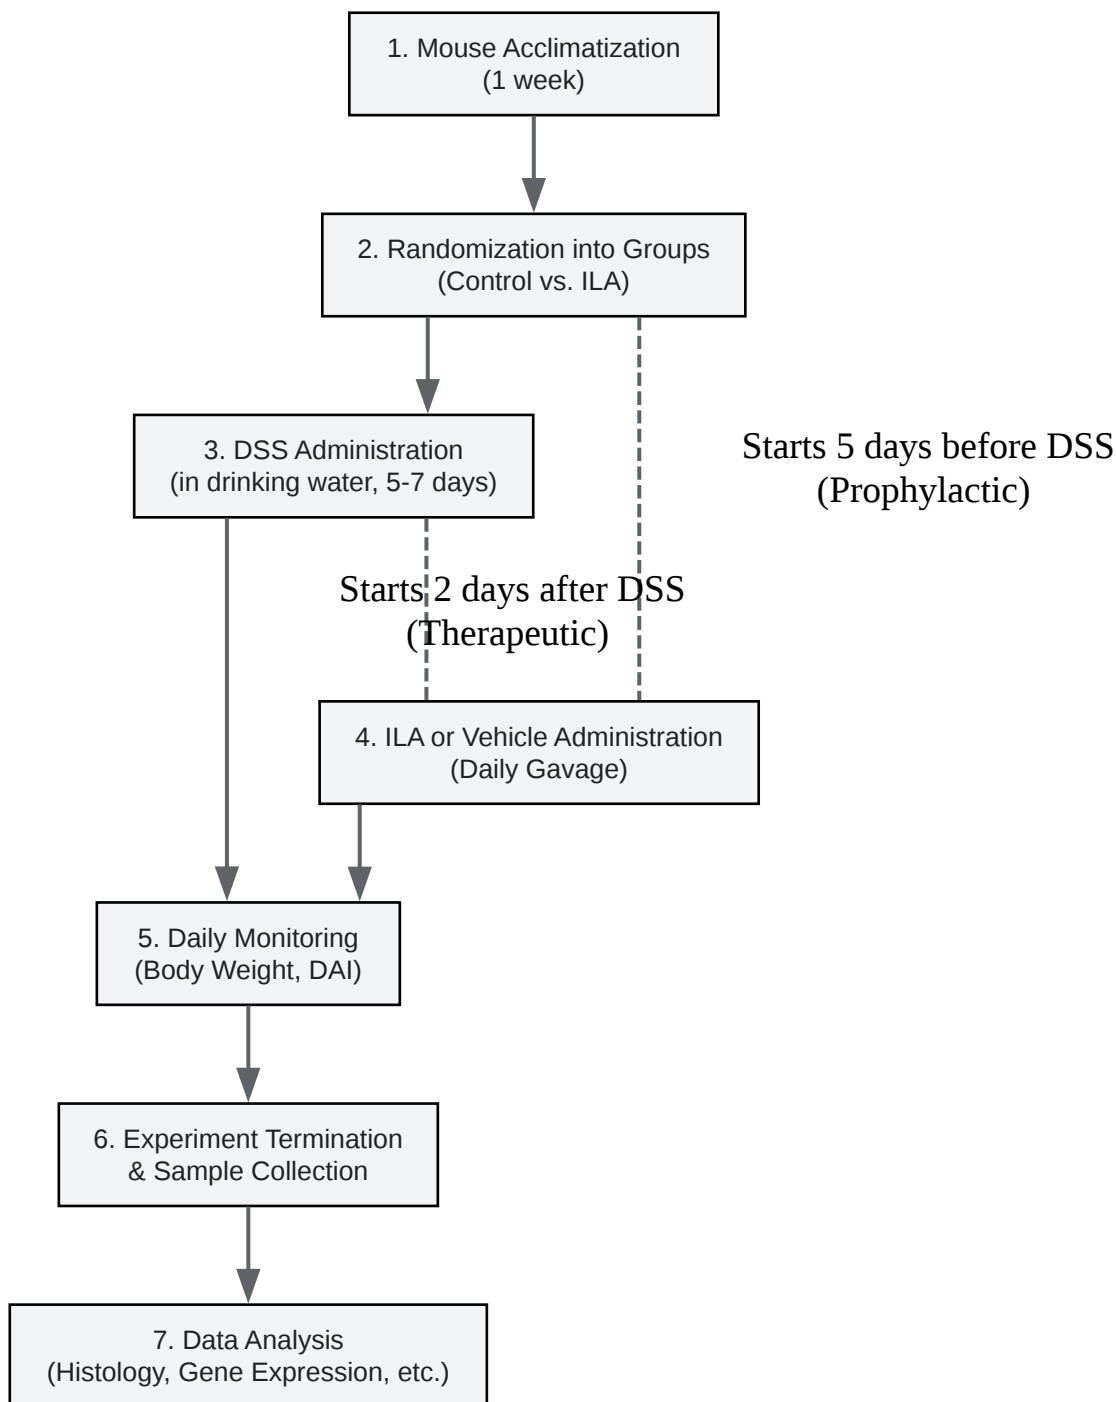 1. Mouse Acclimatization
(1 week)
2. Randomization into Groups
(Control vs. ILA)
3. DSS Administration
(in drinking water, 5-7 days)
Starts 5 days before DSS
(Prophylactic)
Starts 2 days after DSS
(Therapeutic)
4. ILA or Vehicle Administration
(Daily Gavage)
5. Daily Monitoring
(Body Weight, DAI)
6. Experiment Termination
& Sample Collection
7. Data Analysis
(Histology, Gene Expression, etc.)